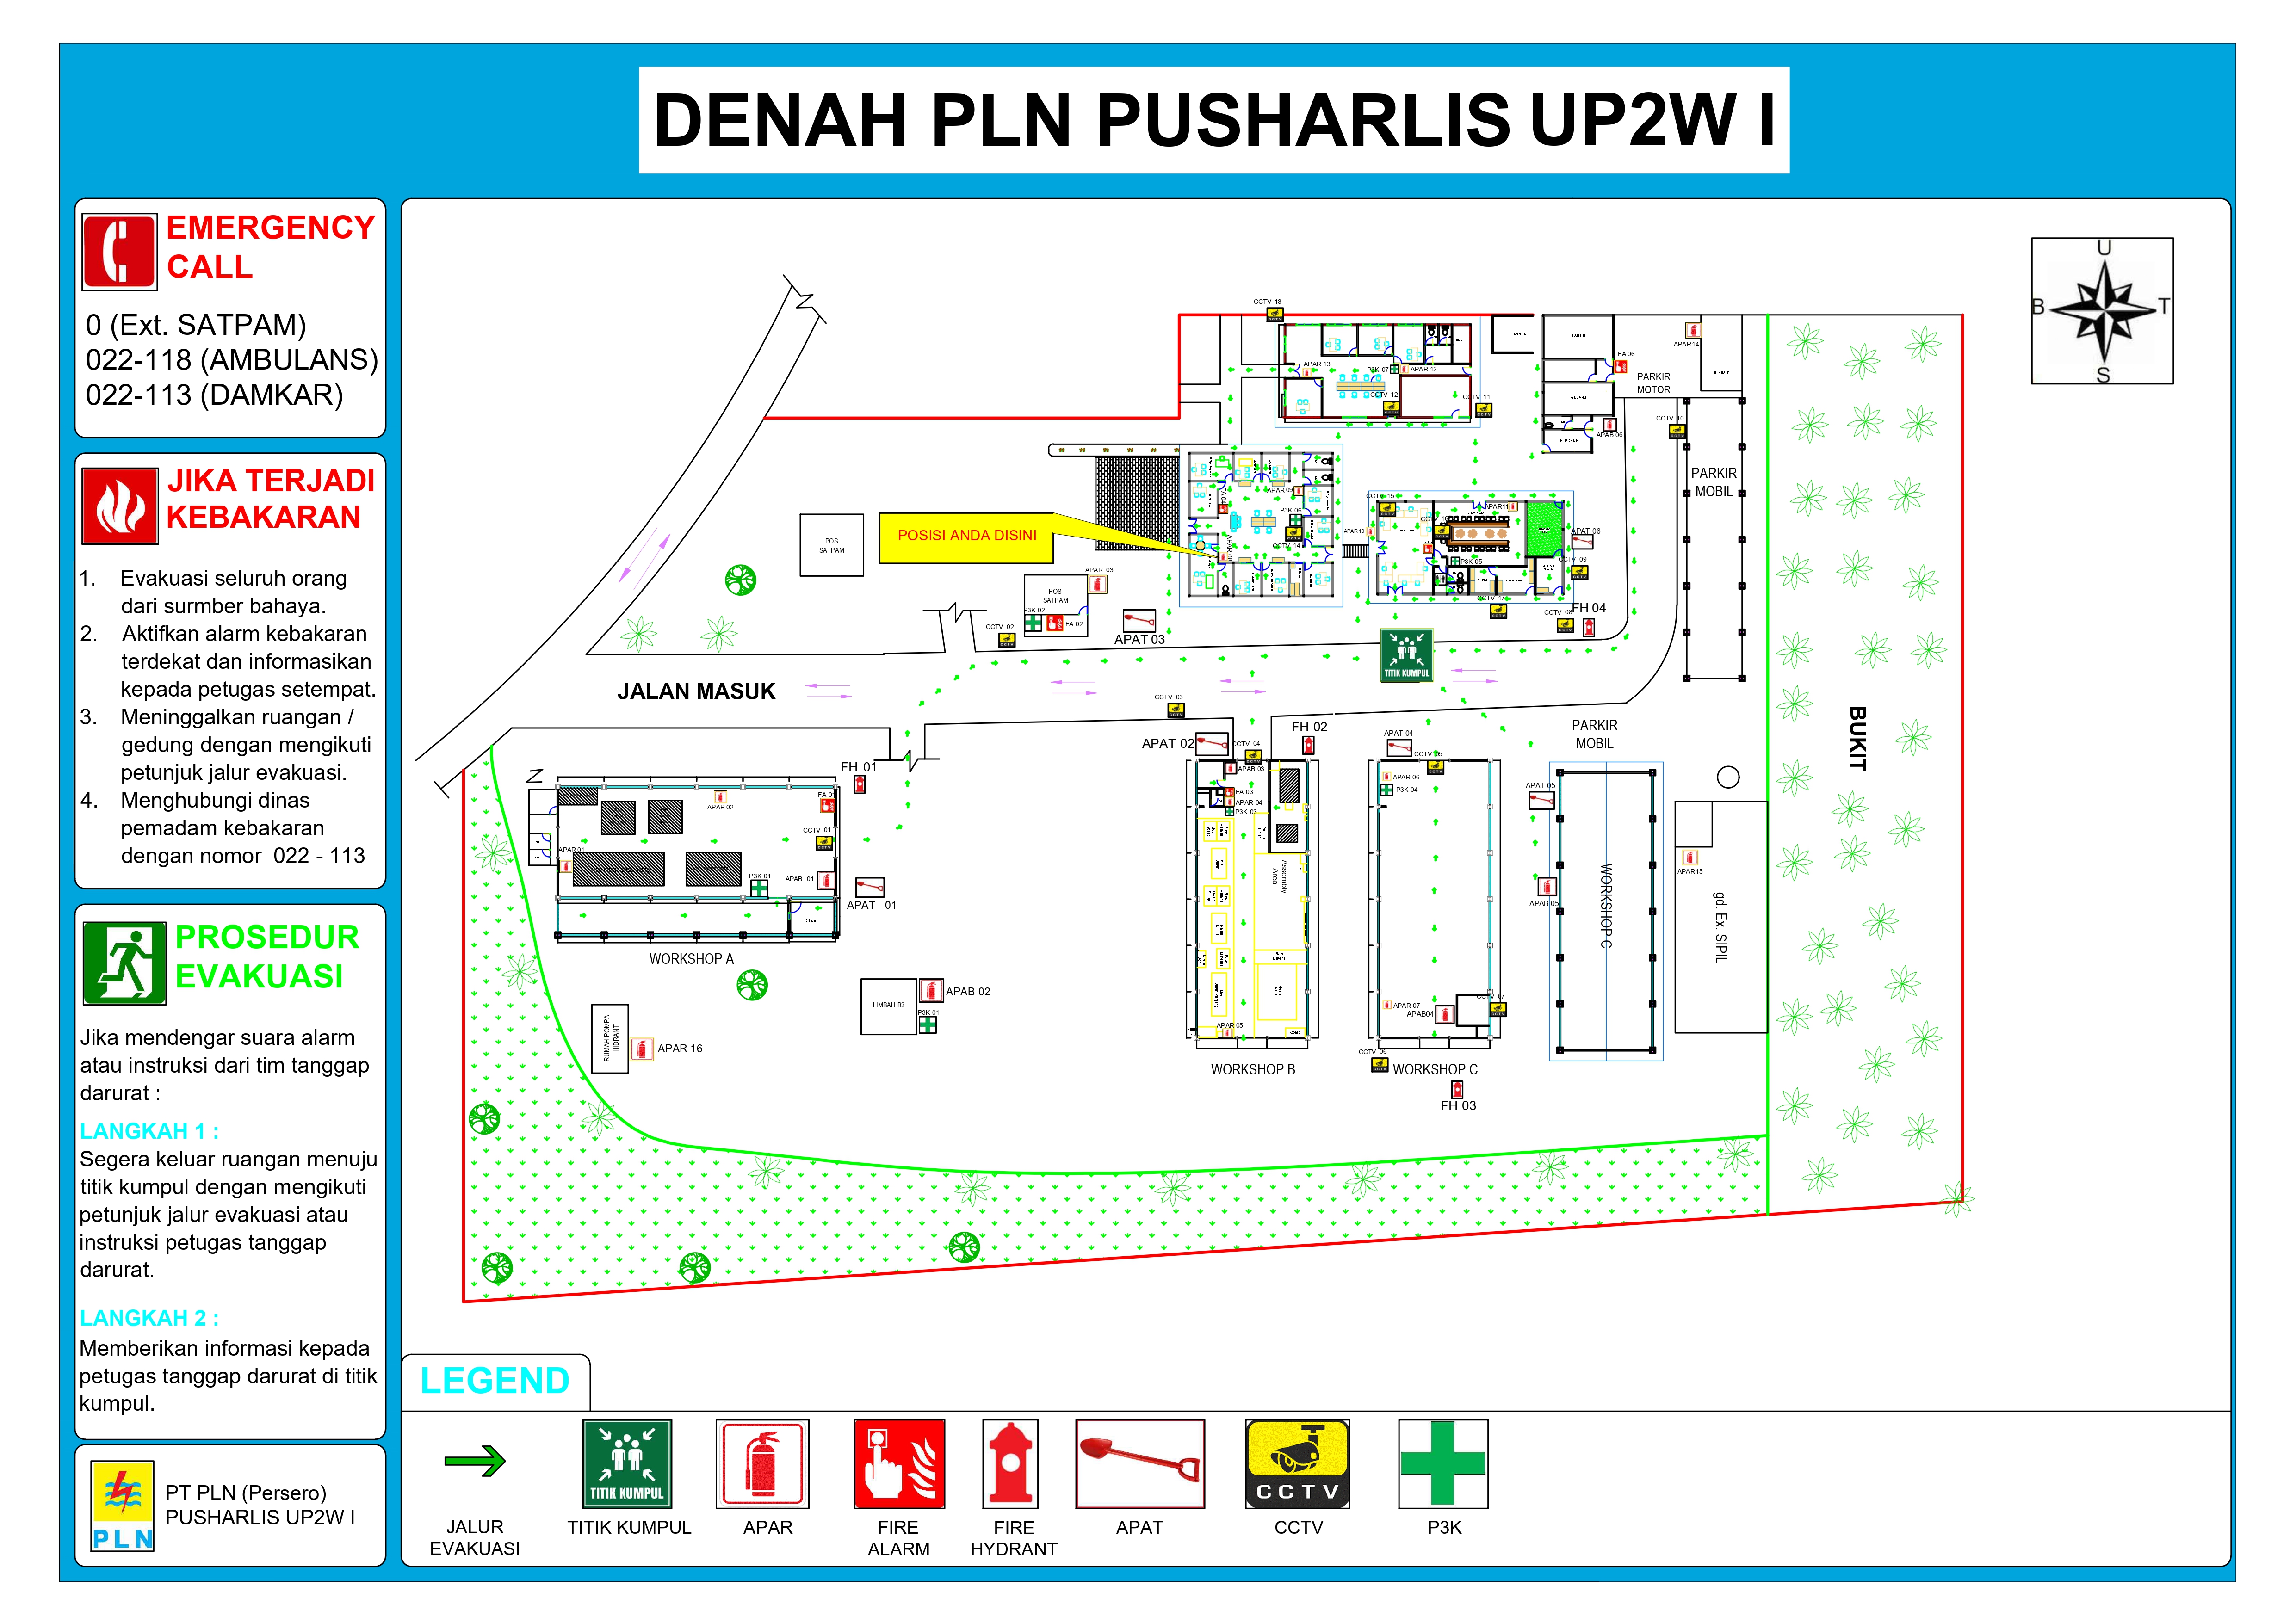 DENAH PLN PUSHARLIS UP2W I
EMERGENCY
CALL
0 (Ext. SATPAM)
022-118 (AMBULANS)
022-113 (DAMKAR)
JIKA TERJADI
KEBAKARAN
1. Evakuasi seluruh orang
dari surmber bahaya.
2. Aktifkan alarm kebakaran
terdekat dan informasikan
kepada petugas setempat.
3. Meninggalkan ruangan /
gedung dengan mengikuti
petunjuk jalur evakuasi.
4. Menghubungi dinas
pemadam kebakaran
dengan nomor 022 - 113
PROSEDUR
EVAKUASI
Jika mendengar suara alarm
atau instruksi dari tim tanggap
darurat :
LANGKAH 1 :
Segera keluar ruangan menuju
titik kumpul dengan mengikuti
petunjuk jalur evakuasi atau
instruksi petugas tanggap
darurat.
LANGKAH 2 :
Memberikan informasi kepada
petugas tanggap darurat di titik
kumpul.
PLN
PT PLN (Persero)
PUSHARLIS UP2W I
U
B
T
S
CCTV 13
KANTIN
KANTIN
APAR14
FA 06
APAR 13
P3K 07
APAR 12
PARKIR
MOTOR
CCTV 12
CCTV 11
GUDANG
CCTV 10
APAB 06
PARKIR
MOBIL
APAR 09
FA 04
P3K 06
CCTV 14
CCTV 15
APAR11
APAR 10
APAT 06
P3K 05
CCTV 09
CCTV 17
CCTV 08
FH 04
POS
SATPAM
POSISI ANDA DISINI
APAR 03
POS
SATPAM
P3K 02
FA 02
CCTV 02
APAT 03
TITIK KUMPUL
JALAN MASUK
CCTV 03
APAT 02
CCTV 04
FH 02
APAT 04
CCTV 05
PARKIR
MOBIL
BUKIT
FH 01
FA 01
APAR 02
CCTV 01
APAR 01
P3K 01
APAB 01
APAT 01
WORKSHOP A
APAB 03
FA 03
APAR 04
P3K 03
Assembly
Area
APAR 05
WORKSHOP B
APAR 06
P3K 04
APAR 07
APAB04
CCTV 07
CCTV 06
WORKSHOP C
FH 03
APAT 05
APAB 05
WORKSHOP C
APAR15
gd. Ex. SIPIL
LIMBAH B3
APAB 02
P3K 01
RUMAH POMPA
HIDRANT
APAR 16
LEGEND
TITIK KUMPUL
CCTV
JALUR
EVAKUASI
TITIK KUMPUL
APAR
FIRE
ALARM
FIRE
HYDRANT
APAT
CCTV
P3K